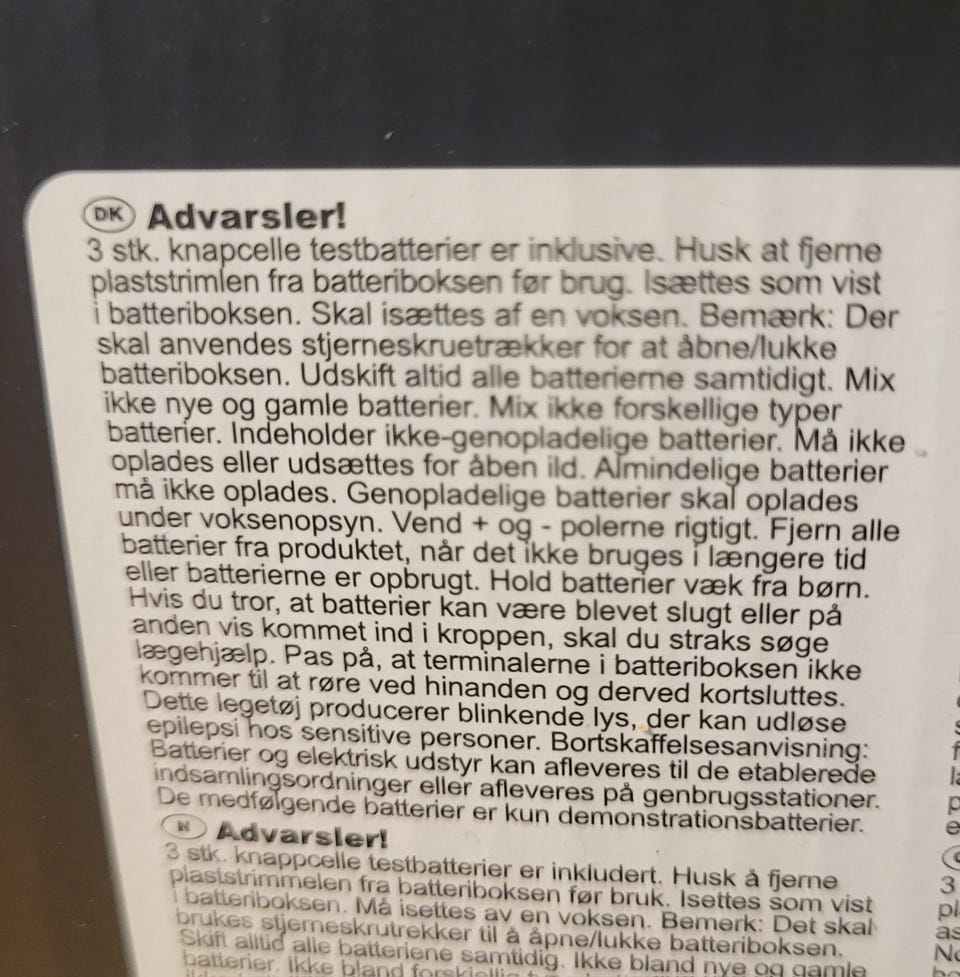 DK Advarsler!
3 stk. knapcelle testbatterier er inklusive. Husk at fjerne
plaststrimlen fra batteriboksen før brug. Isættes som vist
i batteriboksen. Skal isættes af en voksen. Bemærk: Der
skal anvendes stjerneskruetrækker for at åbne/lukke
batteriboksen. Udskift altid alle batterierne samtidigt. Mix
ikke nye og gamle batterier. Mix ikke forskellige typer
batterier. Indeholder ikke-genopladelige batterier. Må ikke
oplades eller udsættes for åben ild. Almindelige batterier
må ikke oplades. Genopladelige batterier skal oplades
under voksenopsyn. Vend + og - polerne rigtigt. Fjern alle
batterier fra produktet, når det ikke bruges i længere tid
eller batterierne er opbrugt. Hold batterier væk fra børn.
Hvis du tror, at batterier kan være blevet slugt eller på
anden vis kommet ind i kroppen, skal du straks søge
lægehjælp. Pas på, at terminalerne i batteriboksen ikke
kommer til at røre ved hinanden og derved kortsluttes.
Dette legetøj producerer blinkende lys, der kan udløse
epilepsi hos sensitive personer. Bortskaffelsesanvisning:
Batterier og elektrisk udstyr kan afleveres til de etablerede
indsamlingsordninger eller afleveres på genbrugsstationer.
De medfølgende batterier er kun demonstrationsbatterier.
N Advarsler!
3 stk. knappcelle testbatterier er inkludert. Husk å fjerne
plaststrimmelen fra batteriboksen før bruk. Isettes som vist
i batteriboksen. Må isettes av en voksen. Bemerk: Det skal
brukes stjerneskrutrekker til å åpne/lukke batteriboksen.
Skift alltid alle batteriene samtidig. Ikke bland nye og gamle
batterier. Ikke bland